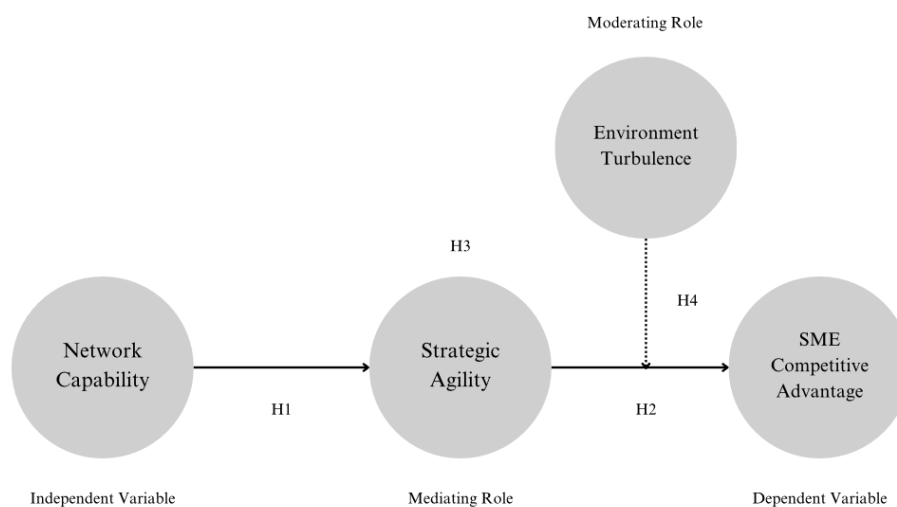 Moderating Role
Environment
Turbulence
H3
H4
Network
Capability
Strategic
Agility
SME
Competitive
Advantage
H1
H2
Independent Variable
Mediating Role
Dependent Variable